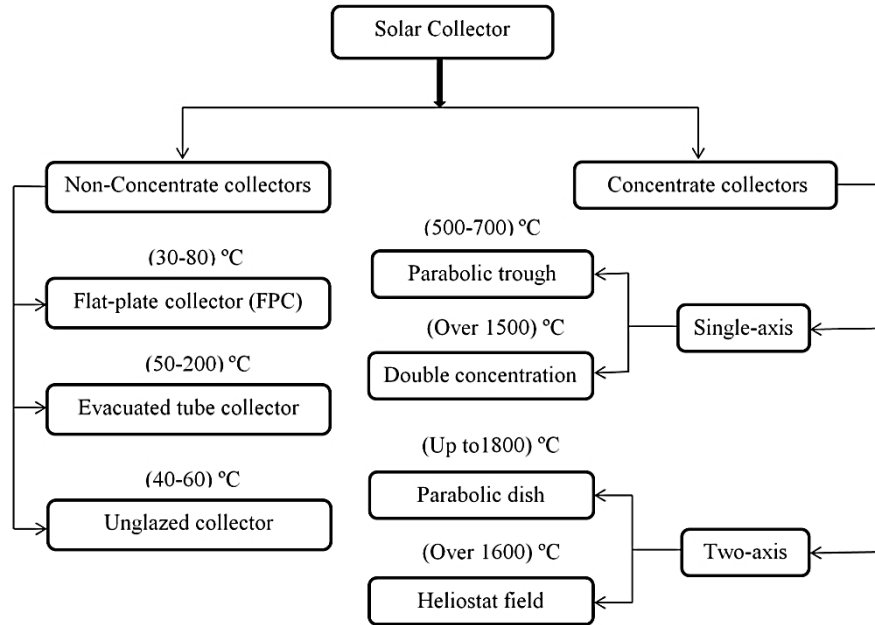 Solar Collector
Non-Concentrate collectors
Concentrate collectors
(30-80) ºC
Flat-plate collector (FPC)
(50-200) ºC
Evacuated tube collector
(40-60) ºC
Unglazed collector
(500-700) ºC
Parabolic trough
(Over 1500) ºC
Double concentration
Single-axis
(Up to1800) ºC
Parabolic dish
(Over 1600) ºC
Heliostat field
Two-axis